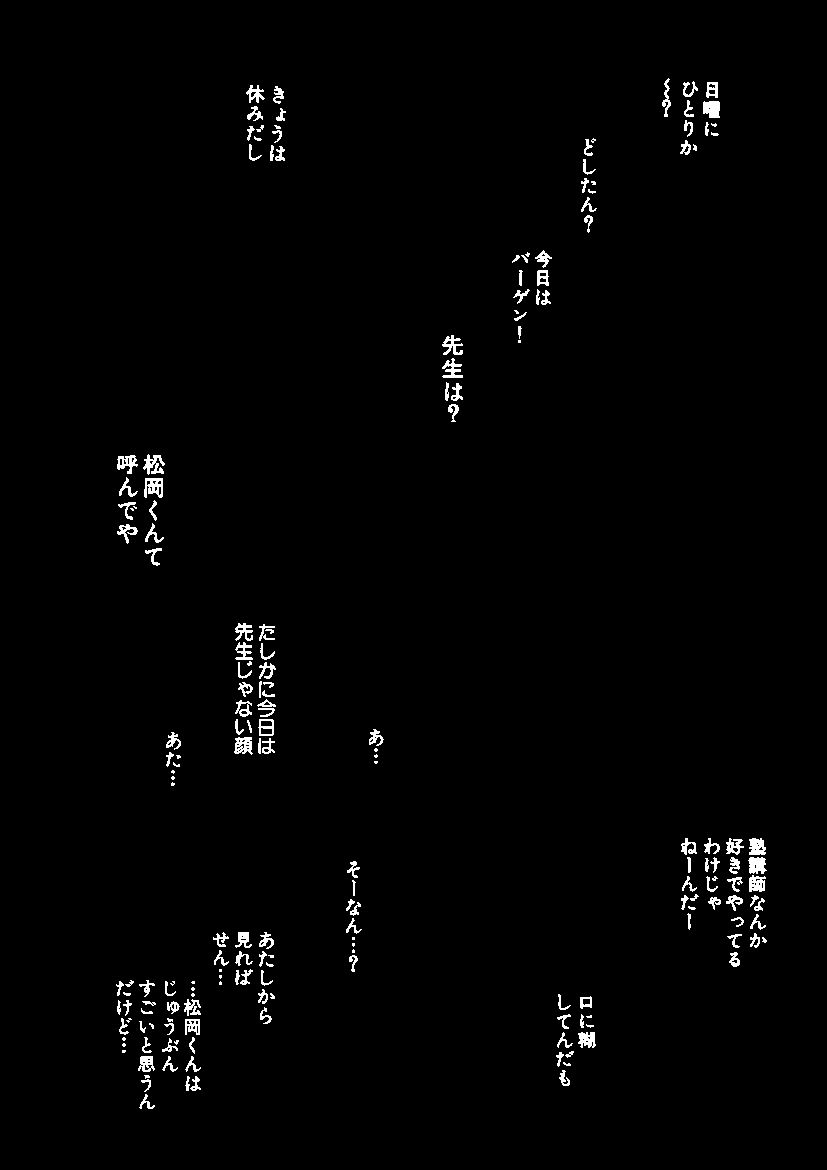 日曜に
ひとりか
〜?
どしたん?
今日は
バーゲン!
先生は?
きょうは
休みだし
松岡くんて
呼んでや
たしかに今日は
先生じゃない顔
あ…
あた…
塾講師なんか
好きでやってる
わけじゃ
ねーんだー
口に糊
してんだも
そーなん…?
あたしから
見れば
せん…
…松岡くんは
じゅうぶん
すごいと思うん
だけど…